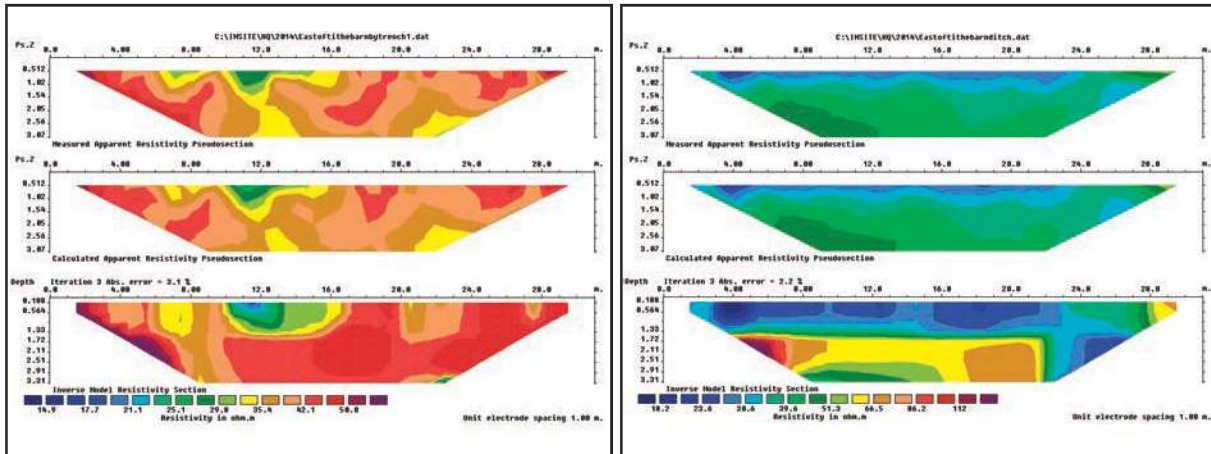 C:\INSITE\HQ\2014\Eastoftithebarnbytrench1.dat
Ps.Z 0.0 4.00 8.00 12.0 16.0 20.0 24.0 28.0 m.
0.512
1.02
1.54
2.05
2.56
3.07
Measured Apparent Resistivity Pseudosection
Ps.Z 0.0 4.00 8.00 12.0 16.0 20.0 24.0 28.0 m.
0.512
1.02
1.54
2.05
2.56
3.07
Calculated Apparent Resistivity Pseudosection
Depth Iteration 3 Abs. error = 3.1 %
0.0 4.00 8.00 12.0 16.0 20.0 24.0 28.0 m.
0.564
1.33
1.72
2.11
2.51
2.91
3.31
Inverse Model Resistivity Section
14.9 17.7 21.1 25.1 29.8 35.4 42.1 50.0
Resistivity in ohm.m Unit electrode spacing 1.00 m.
C:\INSITE\HQ\2014\Eastoftithebarnditch.dat
Ps.Z 0.0 4.00 8.00 12.0 16.0 20.0 24.0 28.0 m.
0.512
1.02
1.54
2.05
2.56
3.07
Measured Apparent Resistivity Pseudosection
Ps.Z 0.0 4.00 8.00 12.0 16.0 20.0 24.0 28.0 m.
0.512
1.02
1.54
2.05
2.56
3.07
Calculated Apparent Resistivity Pseudosection
Depth Iteration 3 Abs. error = 2.2 %
0.0 4.00 8.00 12.0 16.0 20.0 24.0 28.0 m.
0.564
1.33
1.72
2.11
2.51
2.91
3.31
Inverse Model Resistivity Section
18.2 23.6 30.6 39.6 51.3 66.5 86.2 112
Resistivity in ohm.m Unit electrode spacing 1.00 m.